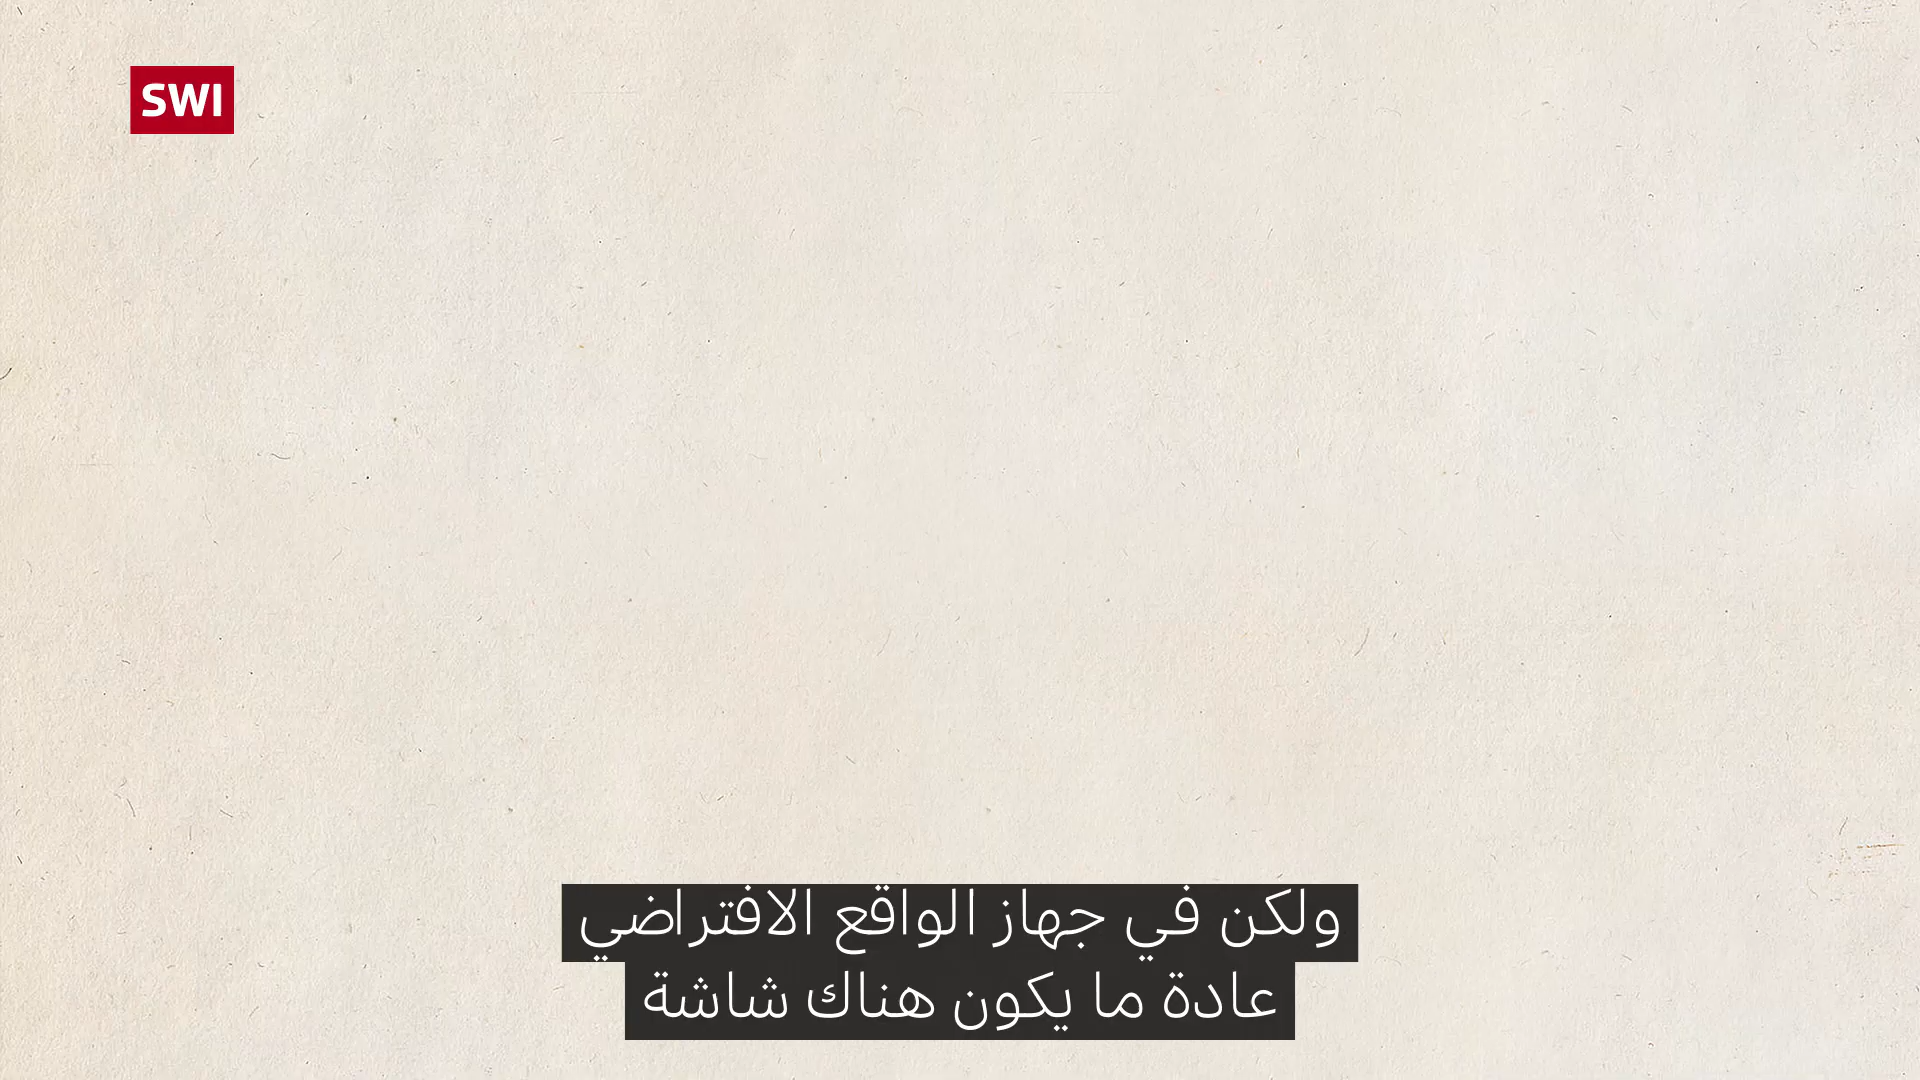 SWI
ولكن في جهاز الواقع الافتراضي
عادة ما يكون هناك شاشة